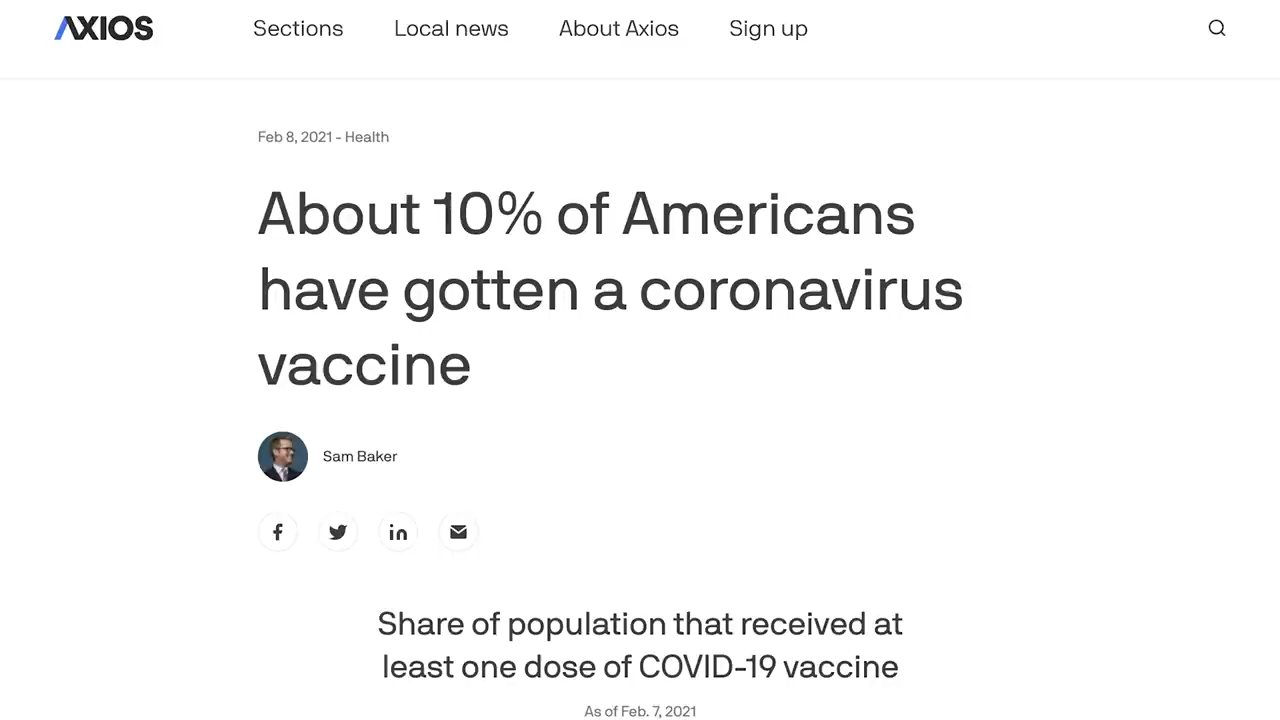 AXIOS Sections Local news About Axios Sign up
Feb 8, 2021 - Health
About 10% of Americans
have gotten a coronavirus
vaccine
Sam Baker
Share of population that received at
least one dose of COVID-19 vaccine
As of Feb. 7, 2021